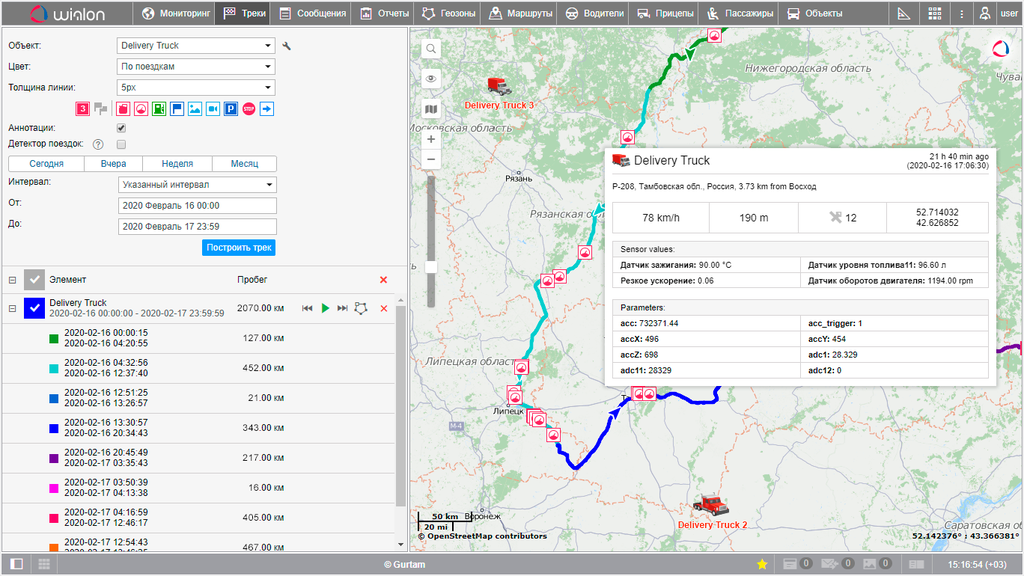 wialon
Мониторинг
Треки
Сообщения
Отчеты
Геозоны
Маршруты
Водители
Прицепы
Пассажиры
Объекты
user
Объект: Delivery Truck
Цвет: По поездкам
Толщина линии: 5px
3
P
STOP
Аннотации:
Детектор поездок: ?
Сегодня Вчера Неделя Месяц
Интервал: Указанный интервал
От: 2020 Февраль 16 00:00
До: 2020 Февраль 17 23:59
Построить трек
Элемент Пробег
Delivery Truck
2020-02-16 00:00:00 - 2020-02-17 23:59:59 2070.00 км
2020-02-16 00:00:15
2020-02-16 04:20:55
127.00 км
2020-02-16 04:32:56
2020-02-16 12:37:40
452.00 км
2020-02-16 12:51:25
2020-02-16 13:26:57
21.00 км
2020-02-16 13:30:57
2020-02-16 20:34:43
343.00 км
2020-02-16 20:45:49
2020-02-17 03:35:43
217.00 км
2020-02-17 03:50:39
2020-02-17 04:13:38
16.00 км
2020-02-17 04:16:59
2020-02-17 12:46:17
405.00 км
2020-02-17 12:54:43
467.00 км
Нижегородская область
Чува
Delivery Truck 3
Московская область
Рязань
Рязанская о
Липецкая област
Липецк
М-4
Т
Воронеж
Delivery Truck 2
Саратовская о
50 km
20 mi
© OpenStreetMap contributors
52.142376° : 43.366381°
Delivery Truck
21 h 40 min ago
(2020-02-16 17:06:30)
Р-208, Тамбовская обл., Россия, 3.73 km from Восход
78 km/h
190 m
12
52.714032
42.626852
Sensor values:
Датчик зажигания: 90.00 °C Датчик уровня топлива11: 96.60 л
Резкое ускорение: 0.06 Датчик оборотов двигателя: 1194.00 rpm
Parameters:
acc: 732371.44 acc_trigger: 1
accX: 496 accY: 454
accZ: 698 adc1: 28.329
adc11: 28329 adc12: 0
© Gurtam
0
0
0
15:16:54 (+03)